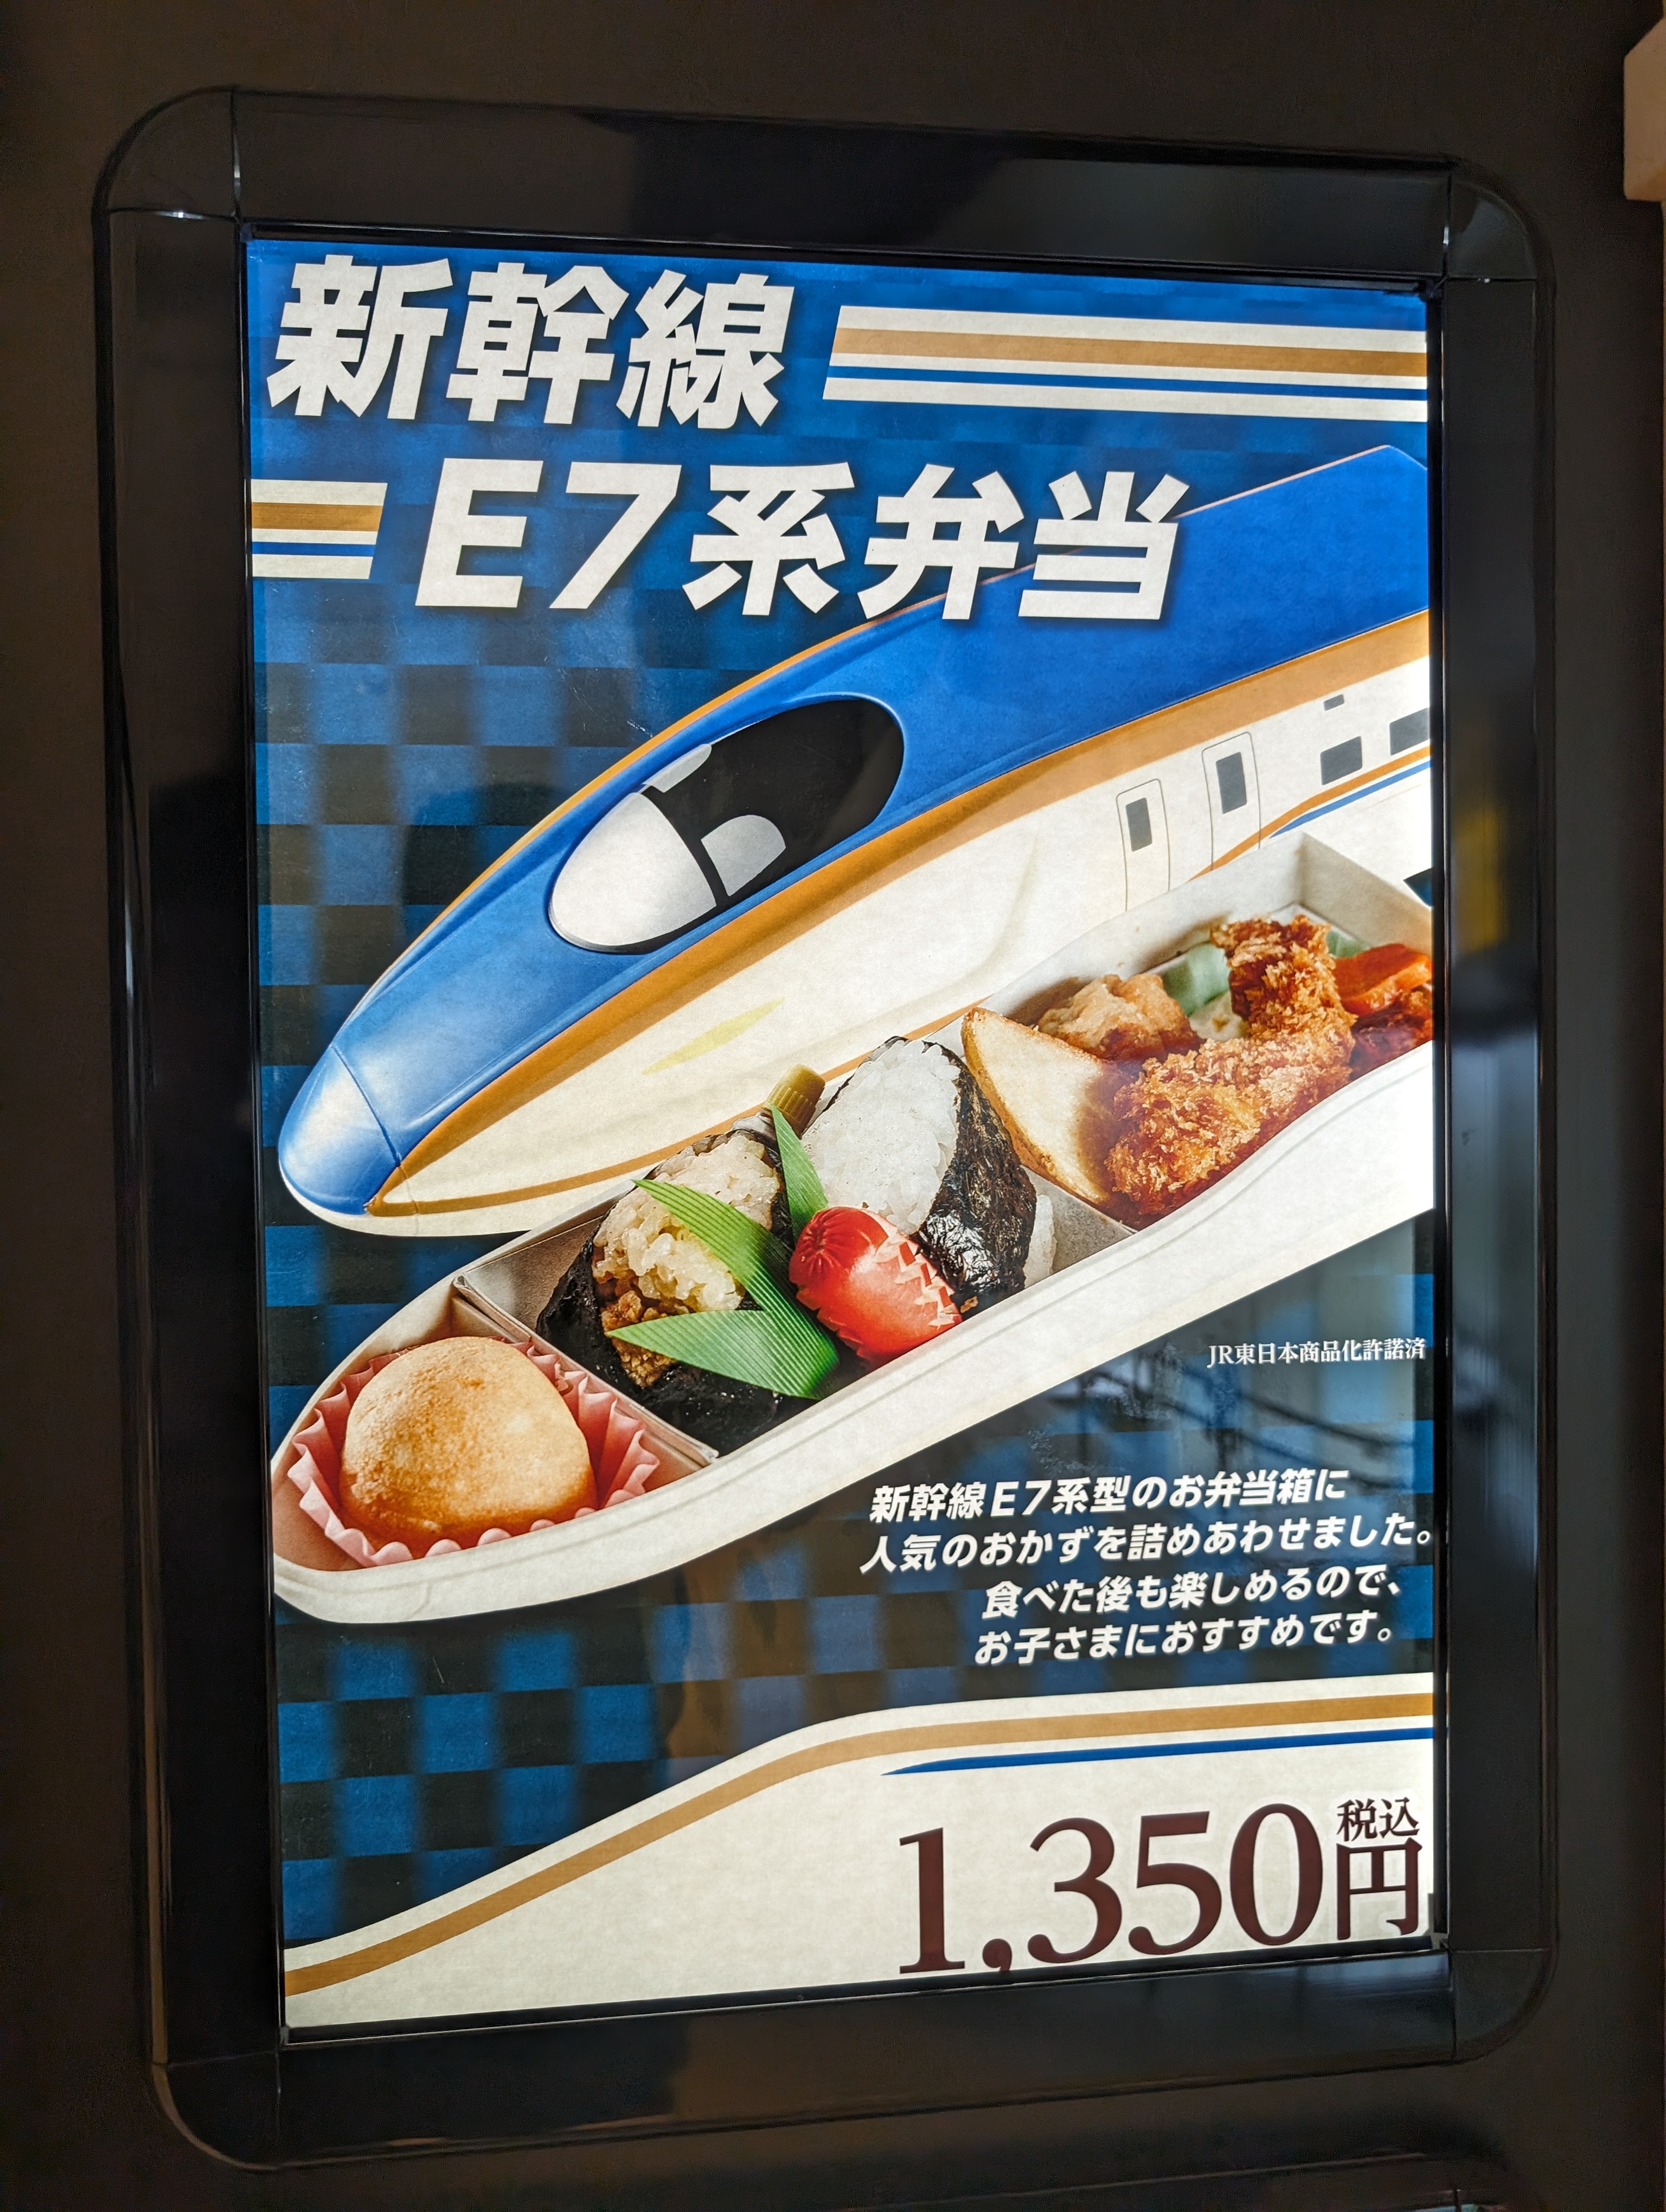 新幹線
E7系弁当
JR東日本商品化許諾済
新幹線E7系型のお弁当箱に
人気のおかずを詰めあわせました。
食べた後も楽しめるので、
お子さまにおすすめです。
1,350円税込